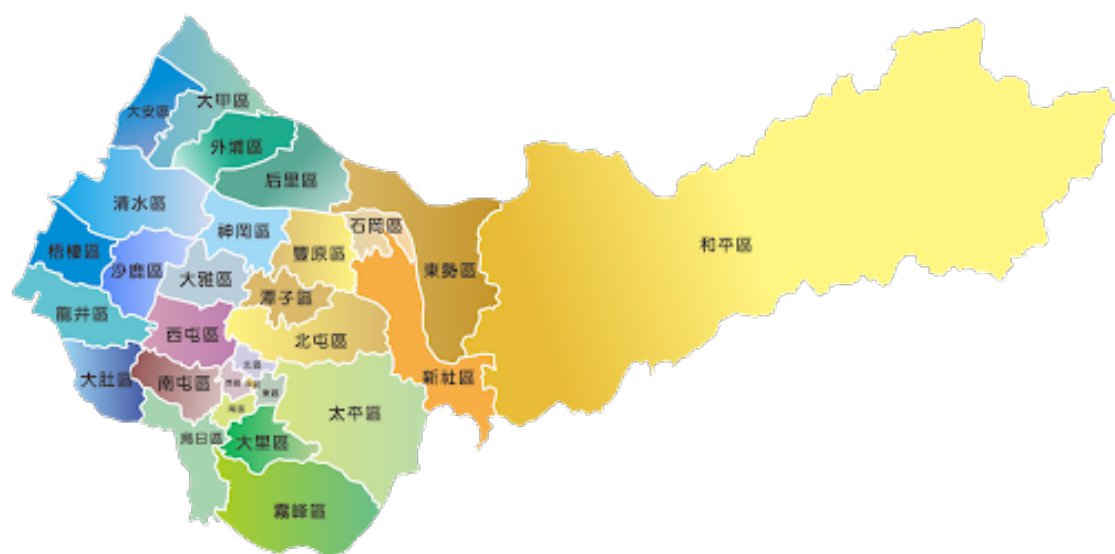 大甲區
大安區
外埔區
后里區
清水區
神岡區
石岡區
和平區
梧棲區
豐原區
沙鹿區
東勢區
大雅區
潭子區
龍井區
西屯區
北屯區
北區
新社區
大肚區
南屯區
西區
東區
南區
太平區
烏日區
大里區
霧峰區